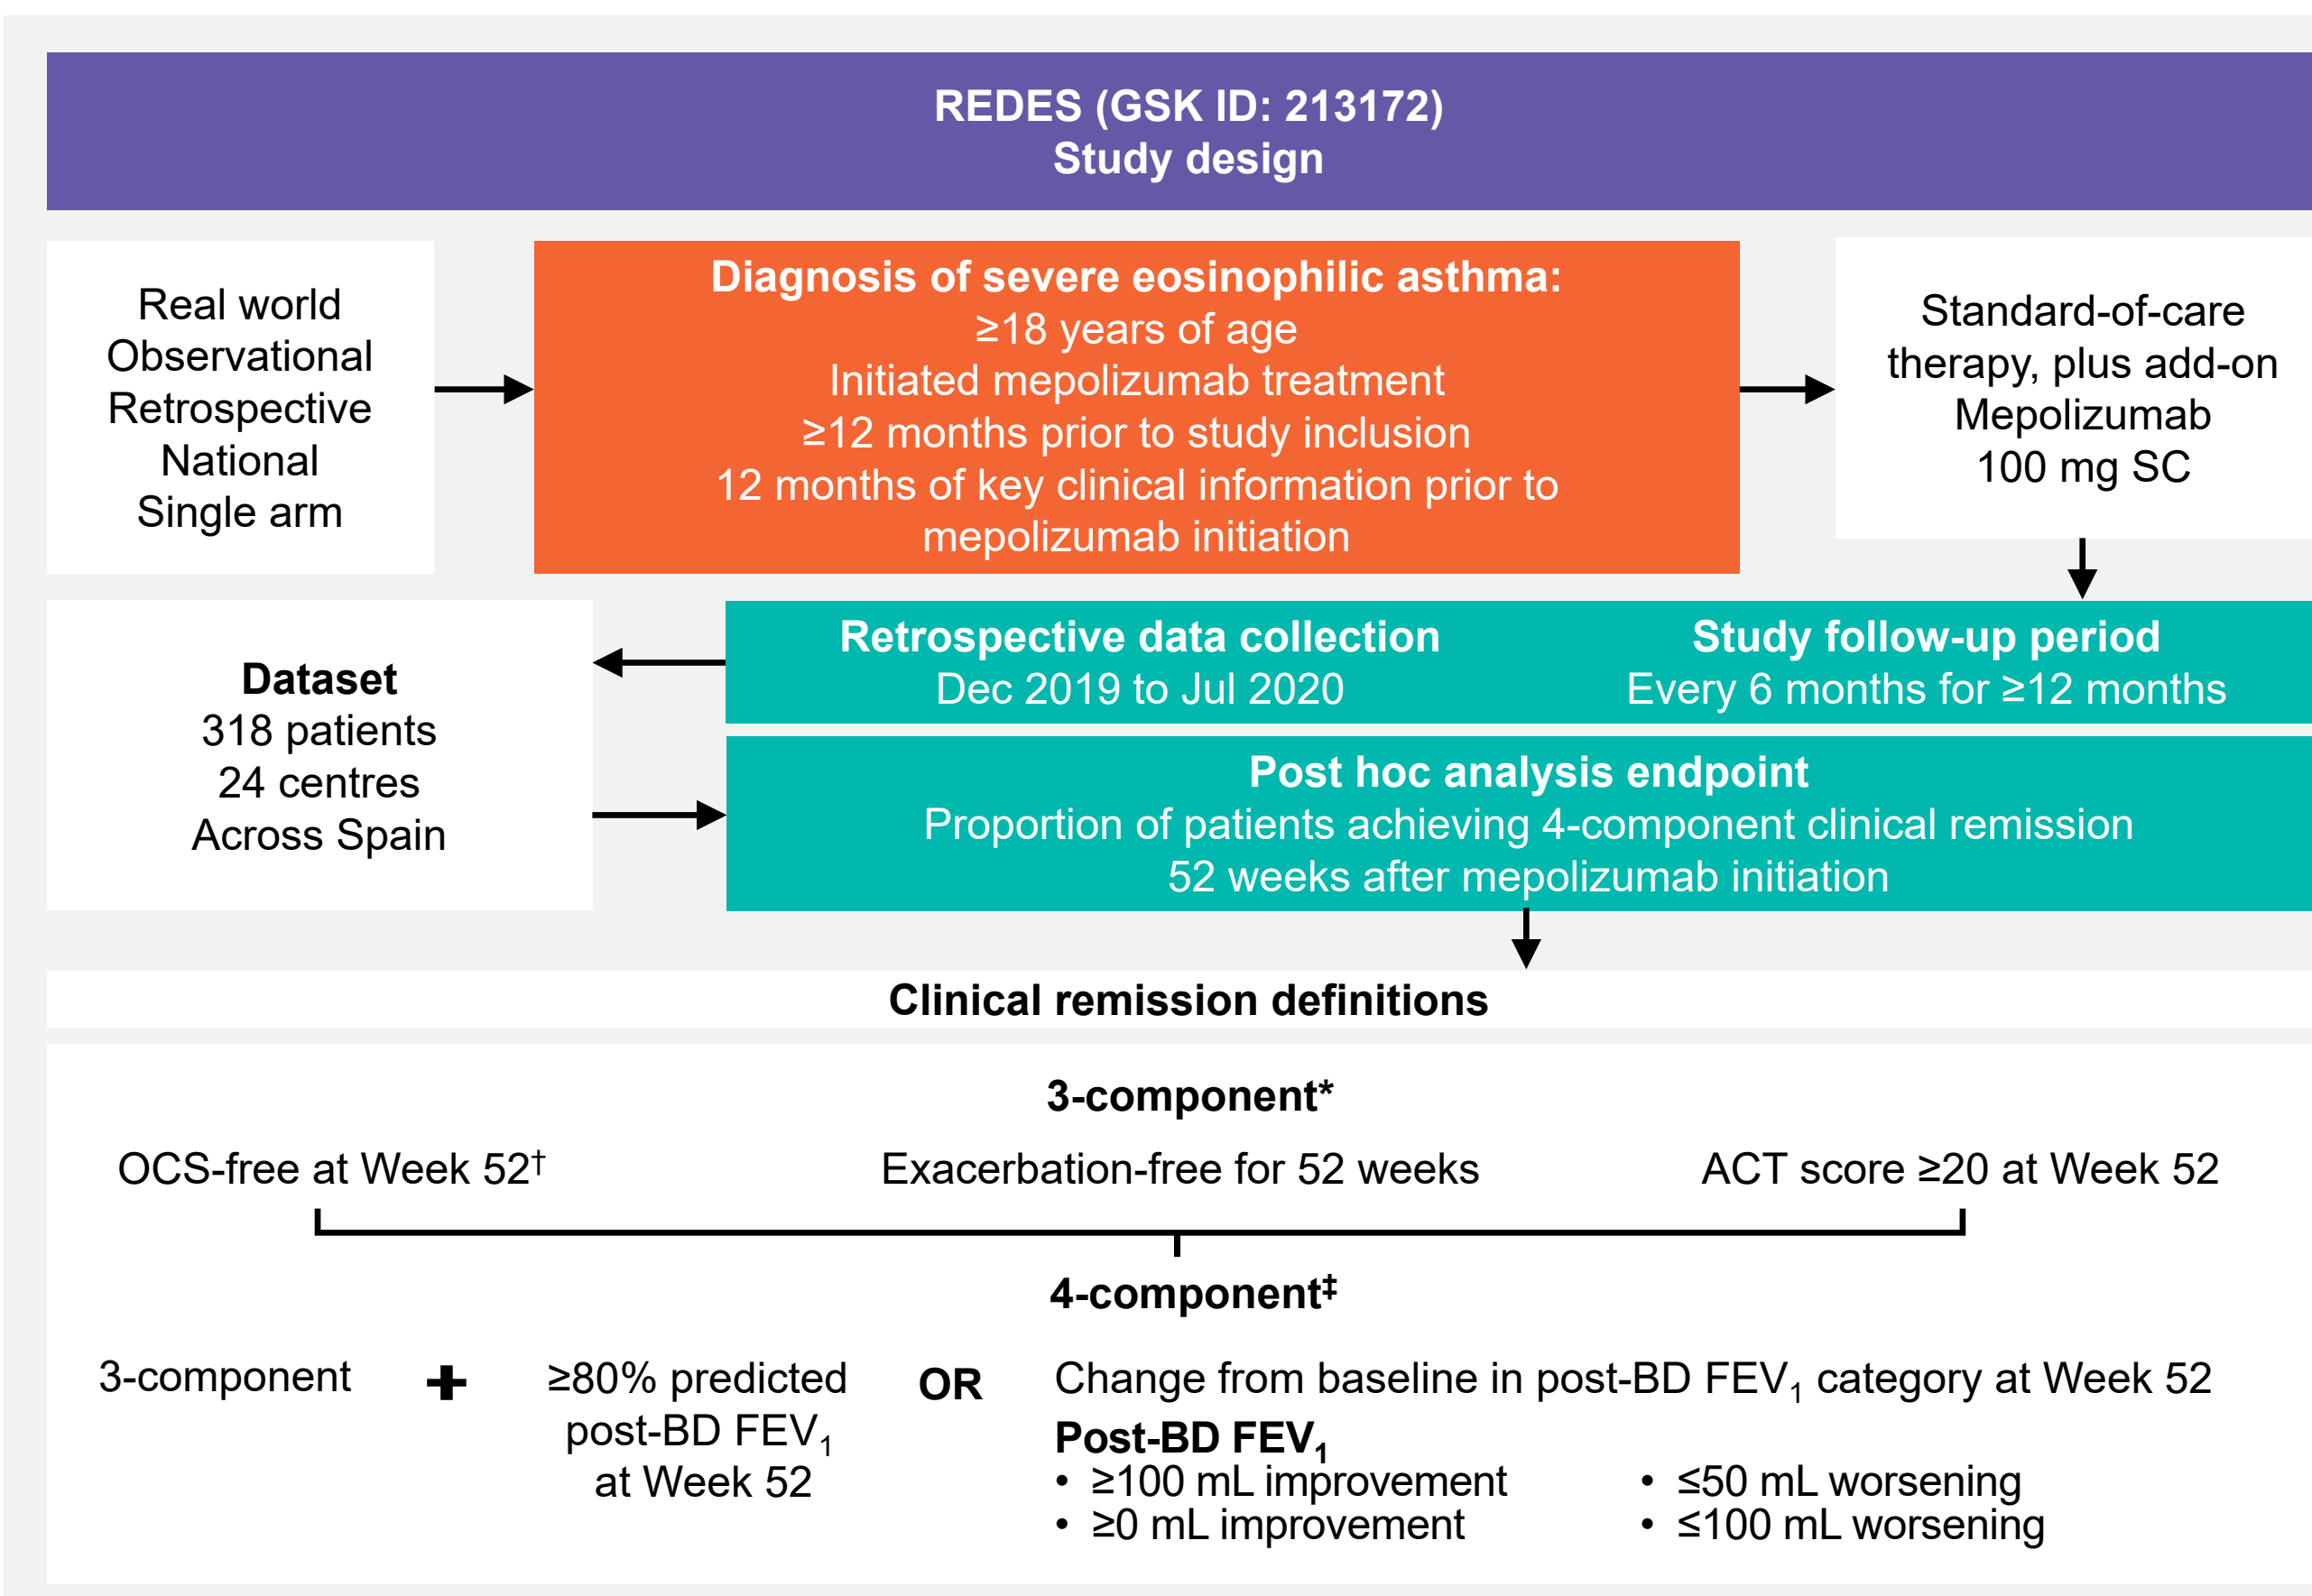 REDES (GSK ID: 213172)
Study design
Real world
Observational
Retrospective
National
Single arm
Diagnosis of severe eosinophilic asthma:
≥18 years of age
Initiated mepolizumab treatment
≥12 months prior to study inclusion
12 months of key clinical information prior to
mepolizumab initiation
Standard-of-care
therapy, plus add-on
Mepolizumab
100 mg SC
Study follow-up period
Every 6 months for ≥12 months
Retrospective data collection
Dec 2019 to Jul 2020
Dataset
318 patients
24 centres
Across Spain
Post hoc analysis endpoint
Proportion of patients achieving 4-component clinical remission
52 weeks after mepolizumab initiation
Clinical remission definitions
3-component*
OCS-free at Week 52†
Exacerbation-free for 52 weeks
ACT score ≥20 at Week 52
4-component‡
3-component
+
≥80% predicted
post-BD FEV₁
at Week 52
OR
Change from baseline in post-BD FEV₁ category at Week 52
Post-BD FEV₁
• ≥100 mL improvement
• ≥0 mL improvement
• ≤50 mL worsening
• ≤100 mL worsening